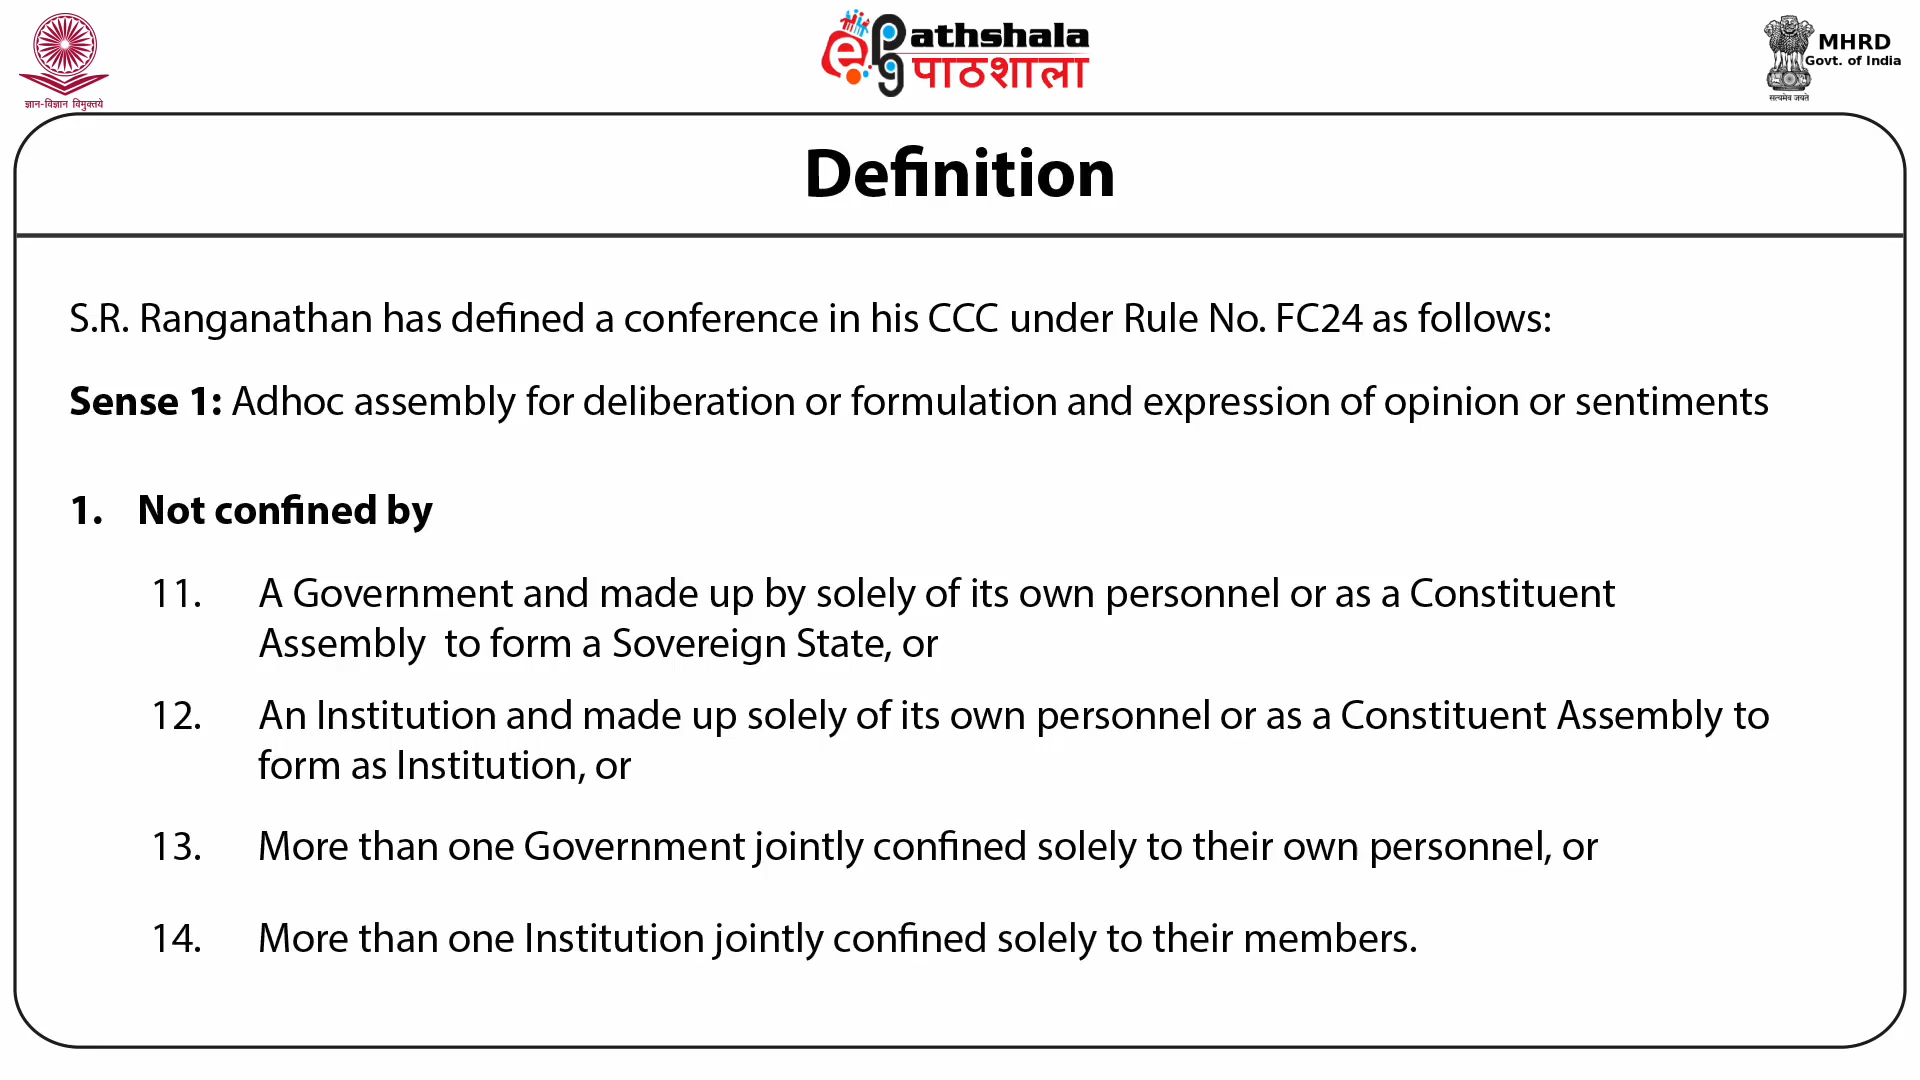 ज्ञान-विज्ञान विमुक्तये
ePathshala
पाठशाला
MHRD
Govt. of India
सत्यमेव जयते
Definition
S.R. Ranganathan has defined a conference in his CCC under Rule No. FC24 as follows:
Sense 1: Adhoc assembly for deliberation or formulation and expression of opinion or sentiments
1. Not confined by
11. A Government and made up by solely of its own personnel or as a Constituent
Assembly to form a Sovereign State, or
12. An Institution and made up solely of its own personnel or as a Constituent Assembly to
form as Institution, or
13. More than one Government jointly confined solely to their own personnel, or
14. More than one Institution jointly confined solely to their members.